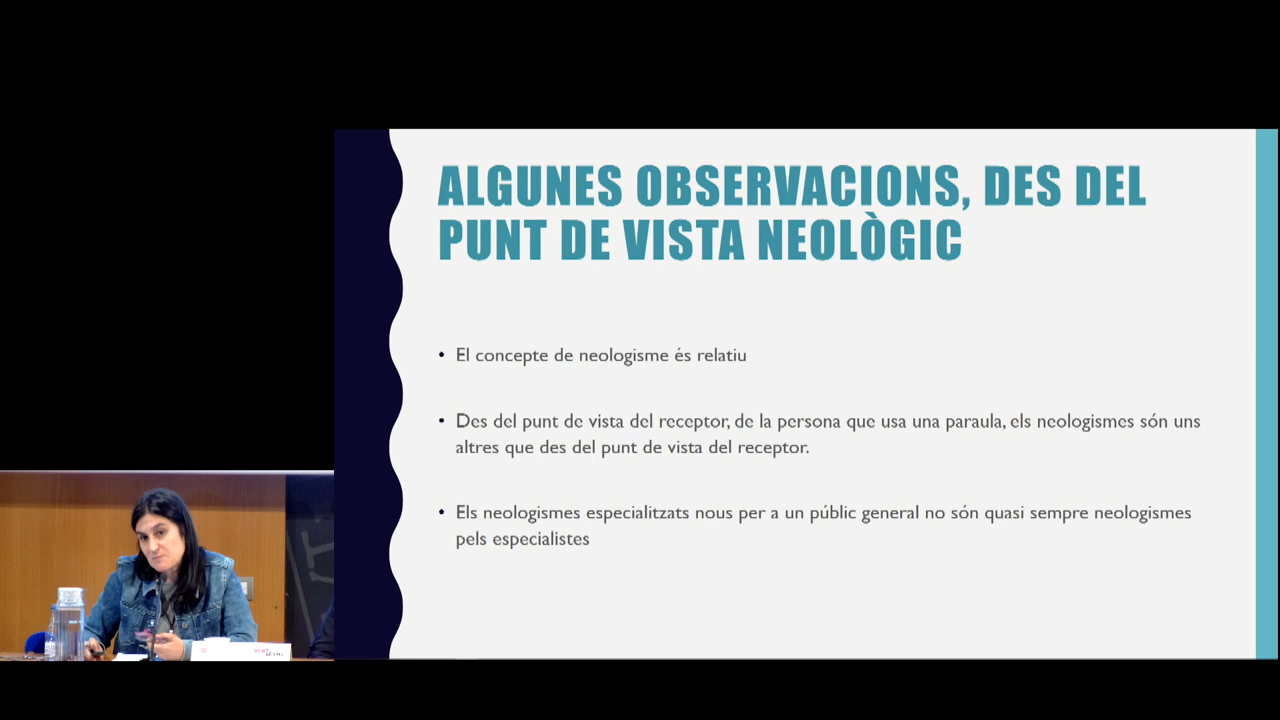 ALGUNES OBSERVACIONS, DES DEL
PUNT DE VISTA NEOLÒGIC
• El concepte de neologisme és relatiu
• Des del punt de vista del receptor, de la persona que usa una paraula, els neologismes són uns
altres que des del punt de vista del receptor.
• Els neologismes especialitzats nous per a un públic general no són quasi sempre neologismes
pels especialistes